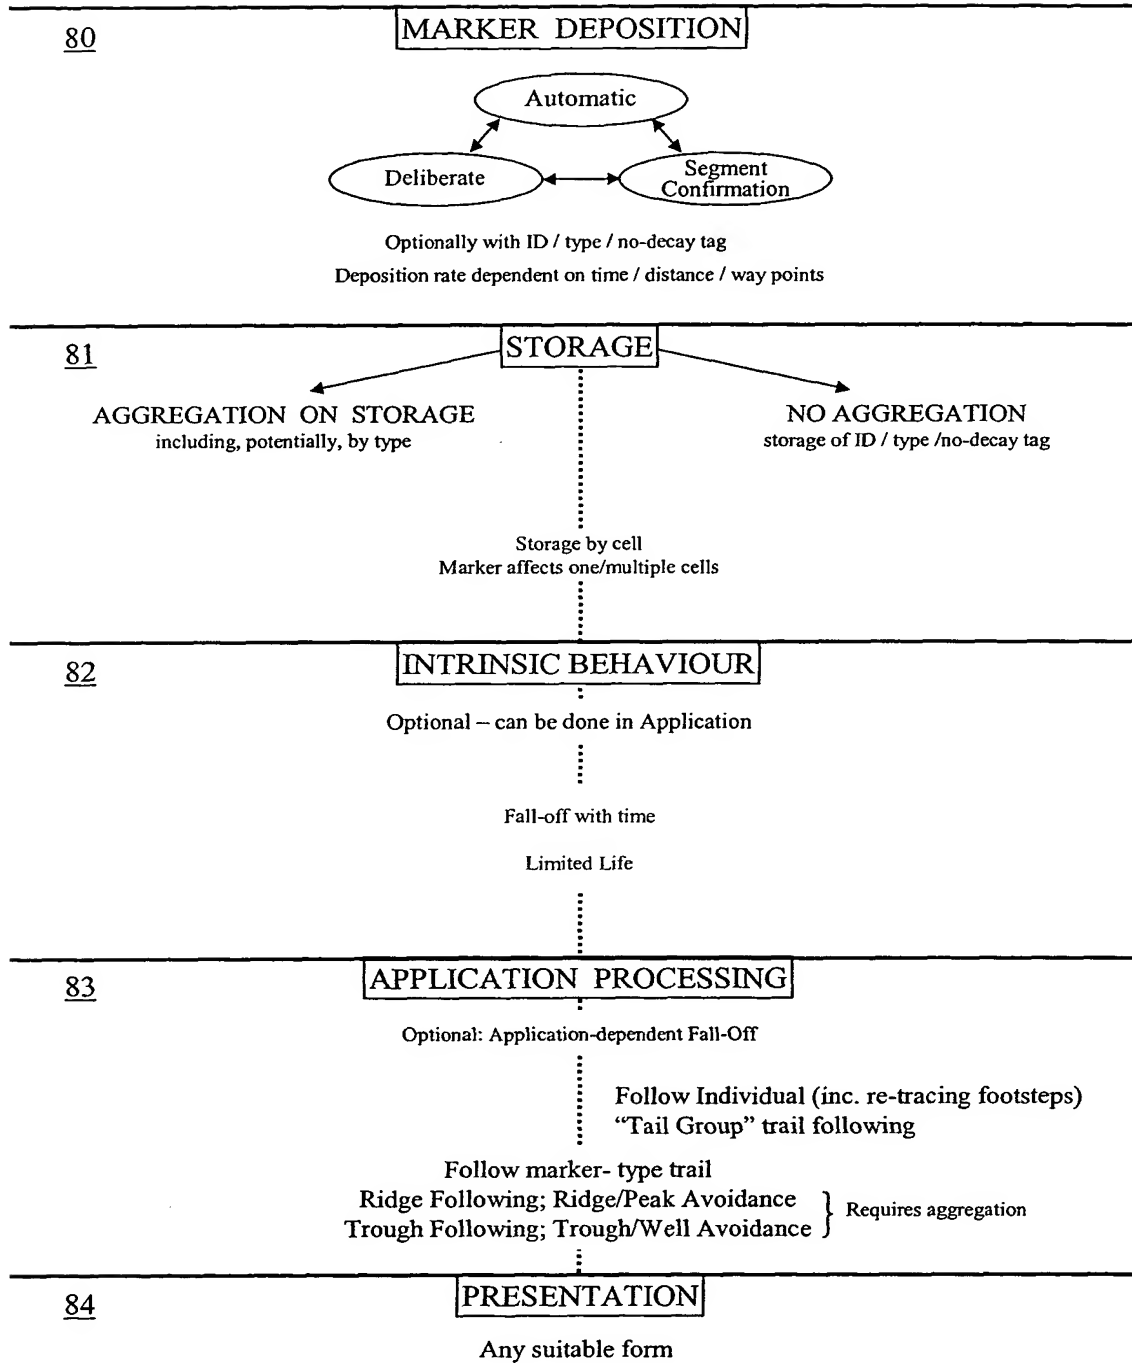 80
MARKER DEPOSITION
Automatic
Deliberate
Segment
Confirmation
Optionally with ID / type / no-decay tag
Deposition rate dependent on time / distance / way points
81
STORAGE
AGGREGATION ON STORAGE
including, potentially, by type
NO AGGREGATION
storage of ID / type /no-decay tag
Storage by cell
Marker affects one/multiple cells
82
INTRINSIC BEHAVIOUR
Optional – can be done in Application
Fall-off with time
Limited Life
83
APPLICATION PROCESSING
Optional: Application-dependent Fall-Off
Follow Individual (inc. re-tracing footsteps)
“Tail Group” trail following
Follow marker- type trail
Ridge Following; Ridge/Peak Avoidance
Trough Following; Trough/Well Avoidance
Requires aggregation
84
PRESENTATION
Any suitable form